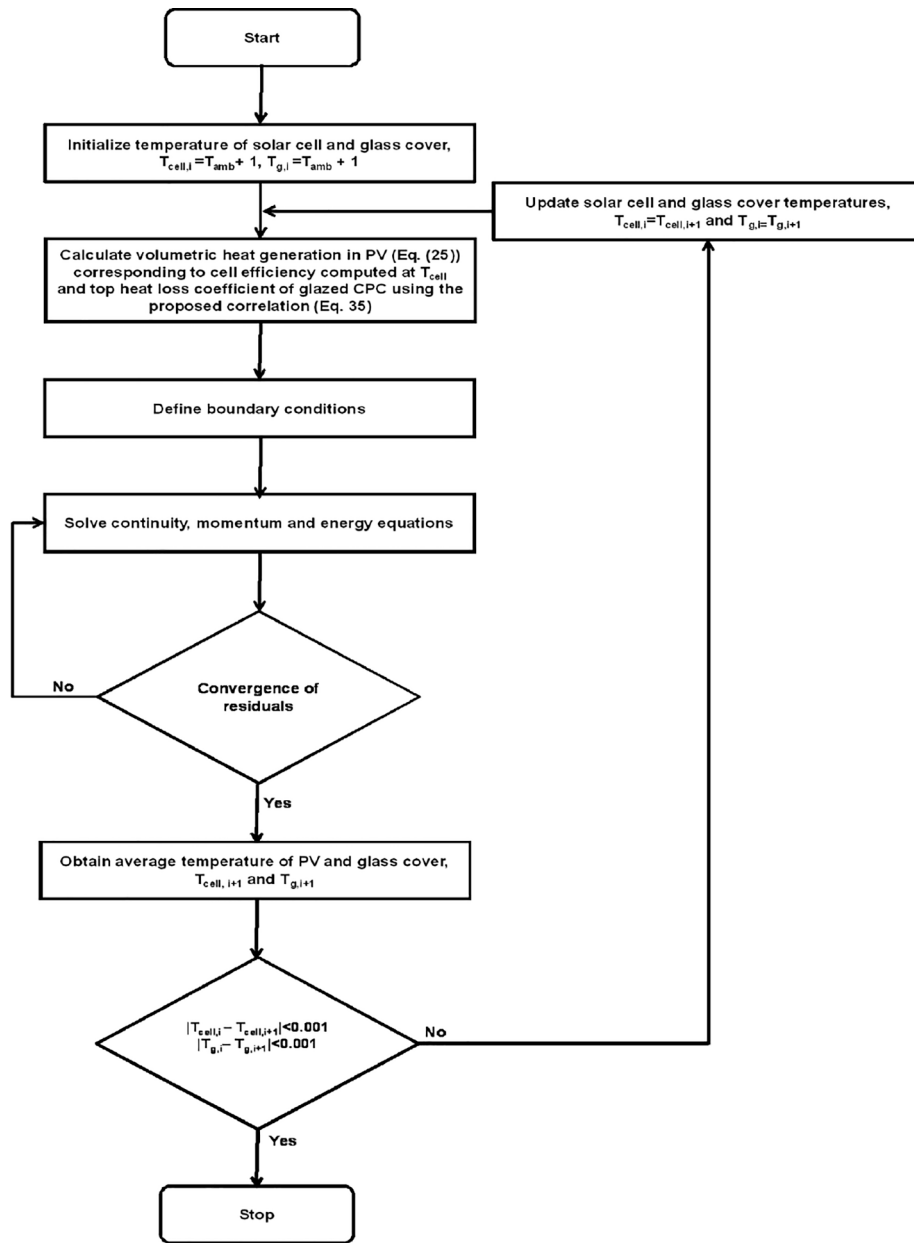 Start
Initialize temperature of solar cell and glass cover,
T_cell,i =T_amb+ 1, T_g,i =T_amb + 1
Update solar cell and glass cover temperatures,
T_cell,i=T_cell,i+1 and T_g,i=T_g,i+1
Calculate volumetric heat generation in PV (Eq. (25))
corresponding to cell efficiency computed at T_cell
and top heat loss coefficient of glazed CPC using the
proposed correlation (Eq. 35)
Define boundary conditions
Solve continuity, momentum and energy equations
No
Convergence of
residuals
Yes
Obtain average temperature of PV and glass cover,
T_cell, i+1 and T_g,i+1
|T_cell,i – T_cell,i+1|<0.001
|T_g,i – T_g,i+1|<0.001
No
Yes
Stop